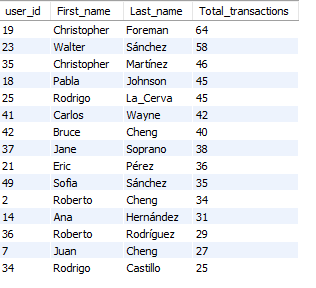 user_id First_name Last_name Total_transactions
19 Christopher Foreman 64
23 Walter Sánchez 58
35 Christopher Martínez 46
18 Pabla Johnson 45
25 Rodrigo La_Cerva 45
41 Carlos Wayne 42
42 Bruce Cheng 40
37 Jane Soprano 38
21 Eric Pérez 36
49 Sofia Sánchez 35
2 Roberto Cheng 34
14 Ana Hernández 31
36 Roberto Rodríguez 29
7 Juan Cheng 27
34 Rodrigo Castillo 25